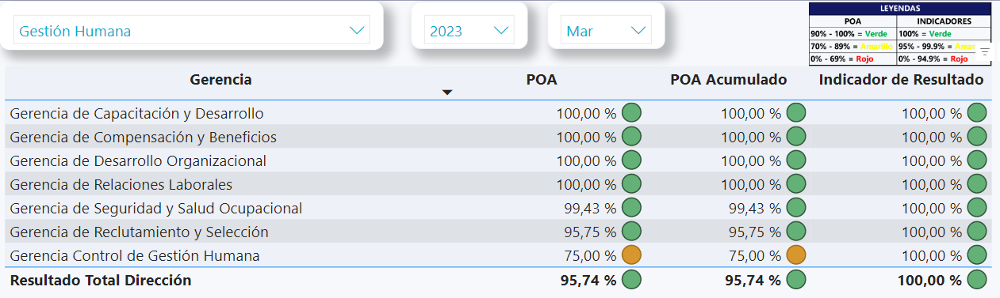 Gestión Humana 2023 Mar
LEYENDAS
POA INDICADORES
90% - 100% = Verde 100% = Verde
70% - 89% = Amarillo 95% - 99.9% =
0% - 69% = Rojo 0% - 94.9% = Rojo
Gerencia POA POA Acumulado Indicador de Resultado
Gerencia de Capacitación y Desarrollo 100,00 % 100,00 % 100,00 %
Gerencia de Compensación y Beneficios 100,00 % 100,00 % 100,00 %
Gerencia de Desarrollo Organizacional 100,00 % 100,00 % 100,00 %
Gerencia de Relaciones Laborales 100,00 % 100,00 % 100,00 %
Gerencia de Seguridad y Salud Ocupacional 99,43 % 99,43 % 100,00 %
Gerencia de Reclutamiento y Selección 95,75 % 95,75 % 100,00 %
Gerencia Control de Gestión Humana 75,00 % 75,00 % 100,00 %
Resultado Total Dirección 95,74 % 95,74 % 100,00 %